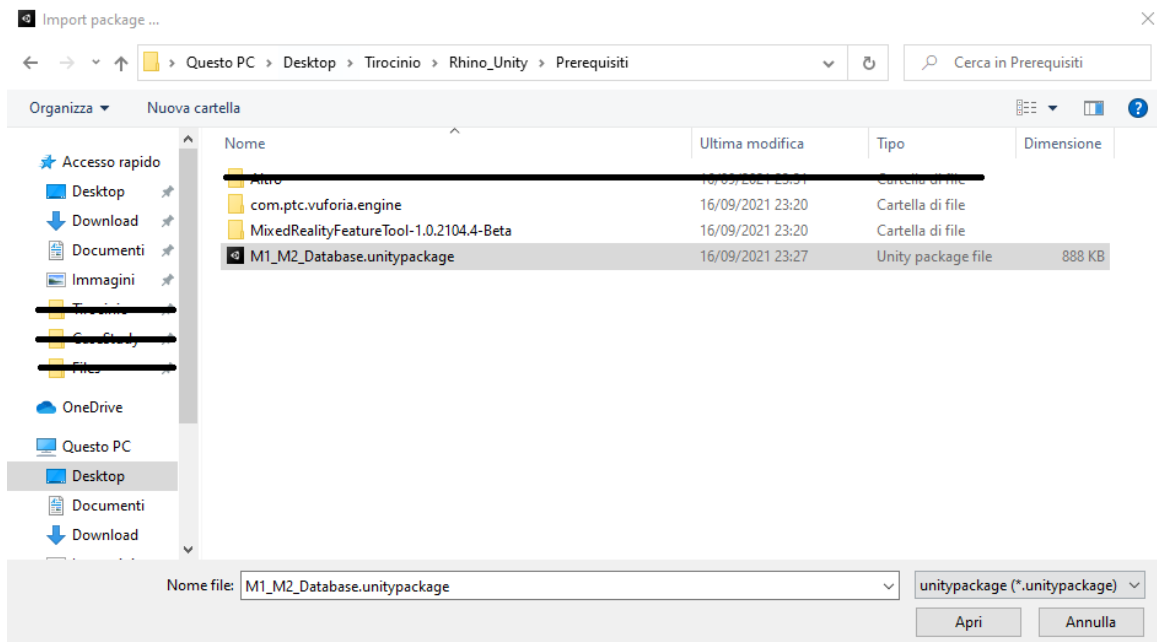 Import package ...
Questo PC > Desktop > Tirocinio > Rhino_Unity > Prerequisiti
Cerca in Prerequisiti
Organizza
Nuova cartella
Nome Ultima modifica Tipo Dimensione
Accesso rapido
Desktop
Download
Documenti
Immagini
OneDrive
Questo PC
Desktop
Documenti
Download
com.ptc.vuforia.engine 16/09/2021 23:20 Cartella di file
MixedRealityFeatureTool-1.0.2104.4-Beta 16/09/2021 23:20 Cartella di file
M1_M2_Database.unitypackage 16/09/2021 23:27 Unity package file 888 KB
Nome file: M1_M2_Database.unitypackage
unitypackage (*.unitypackage)
Apri Annulla